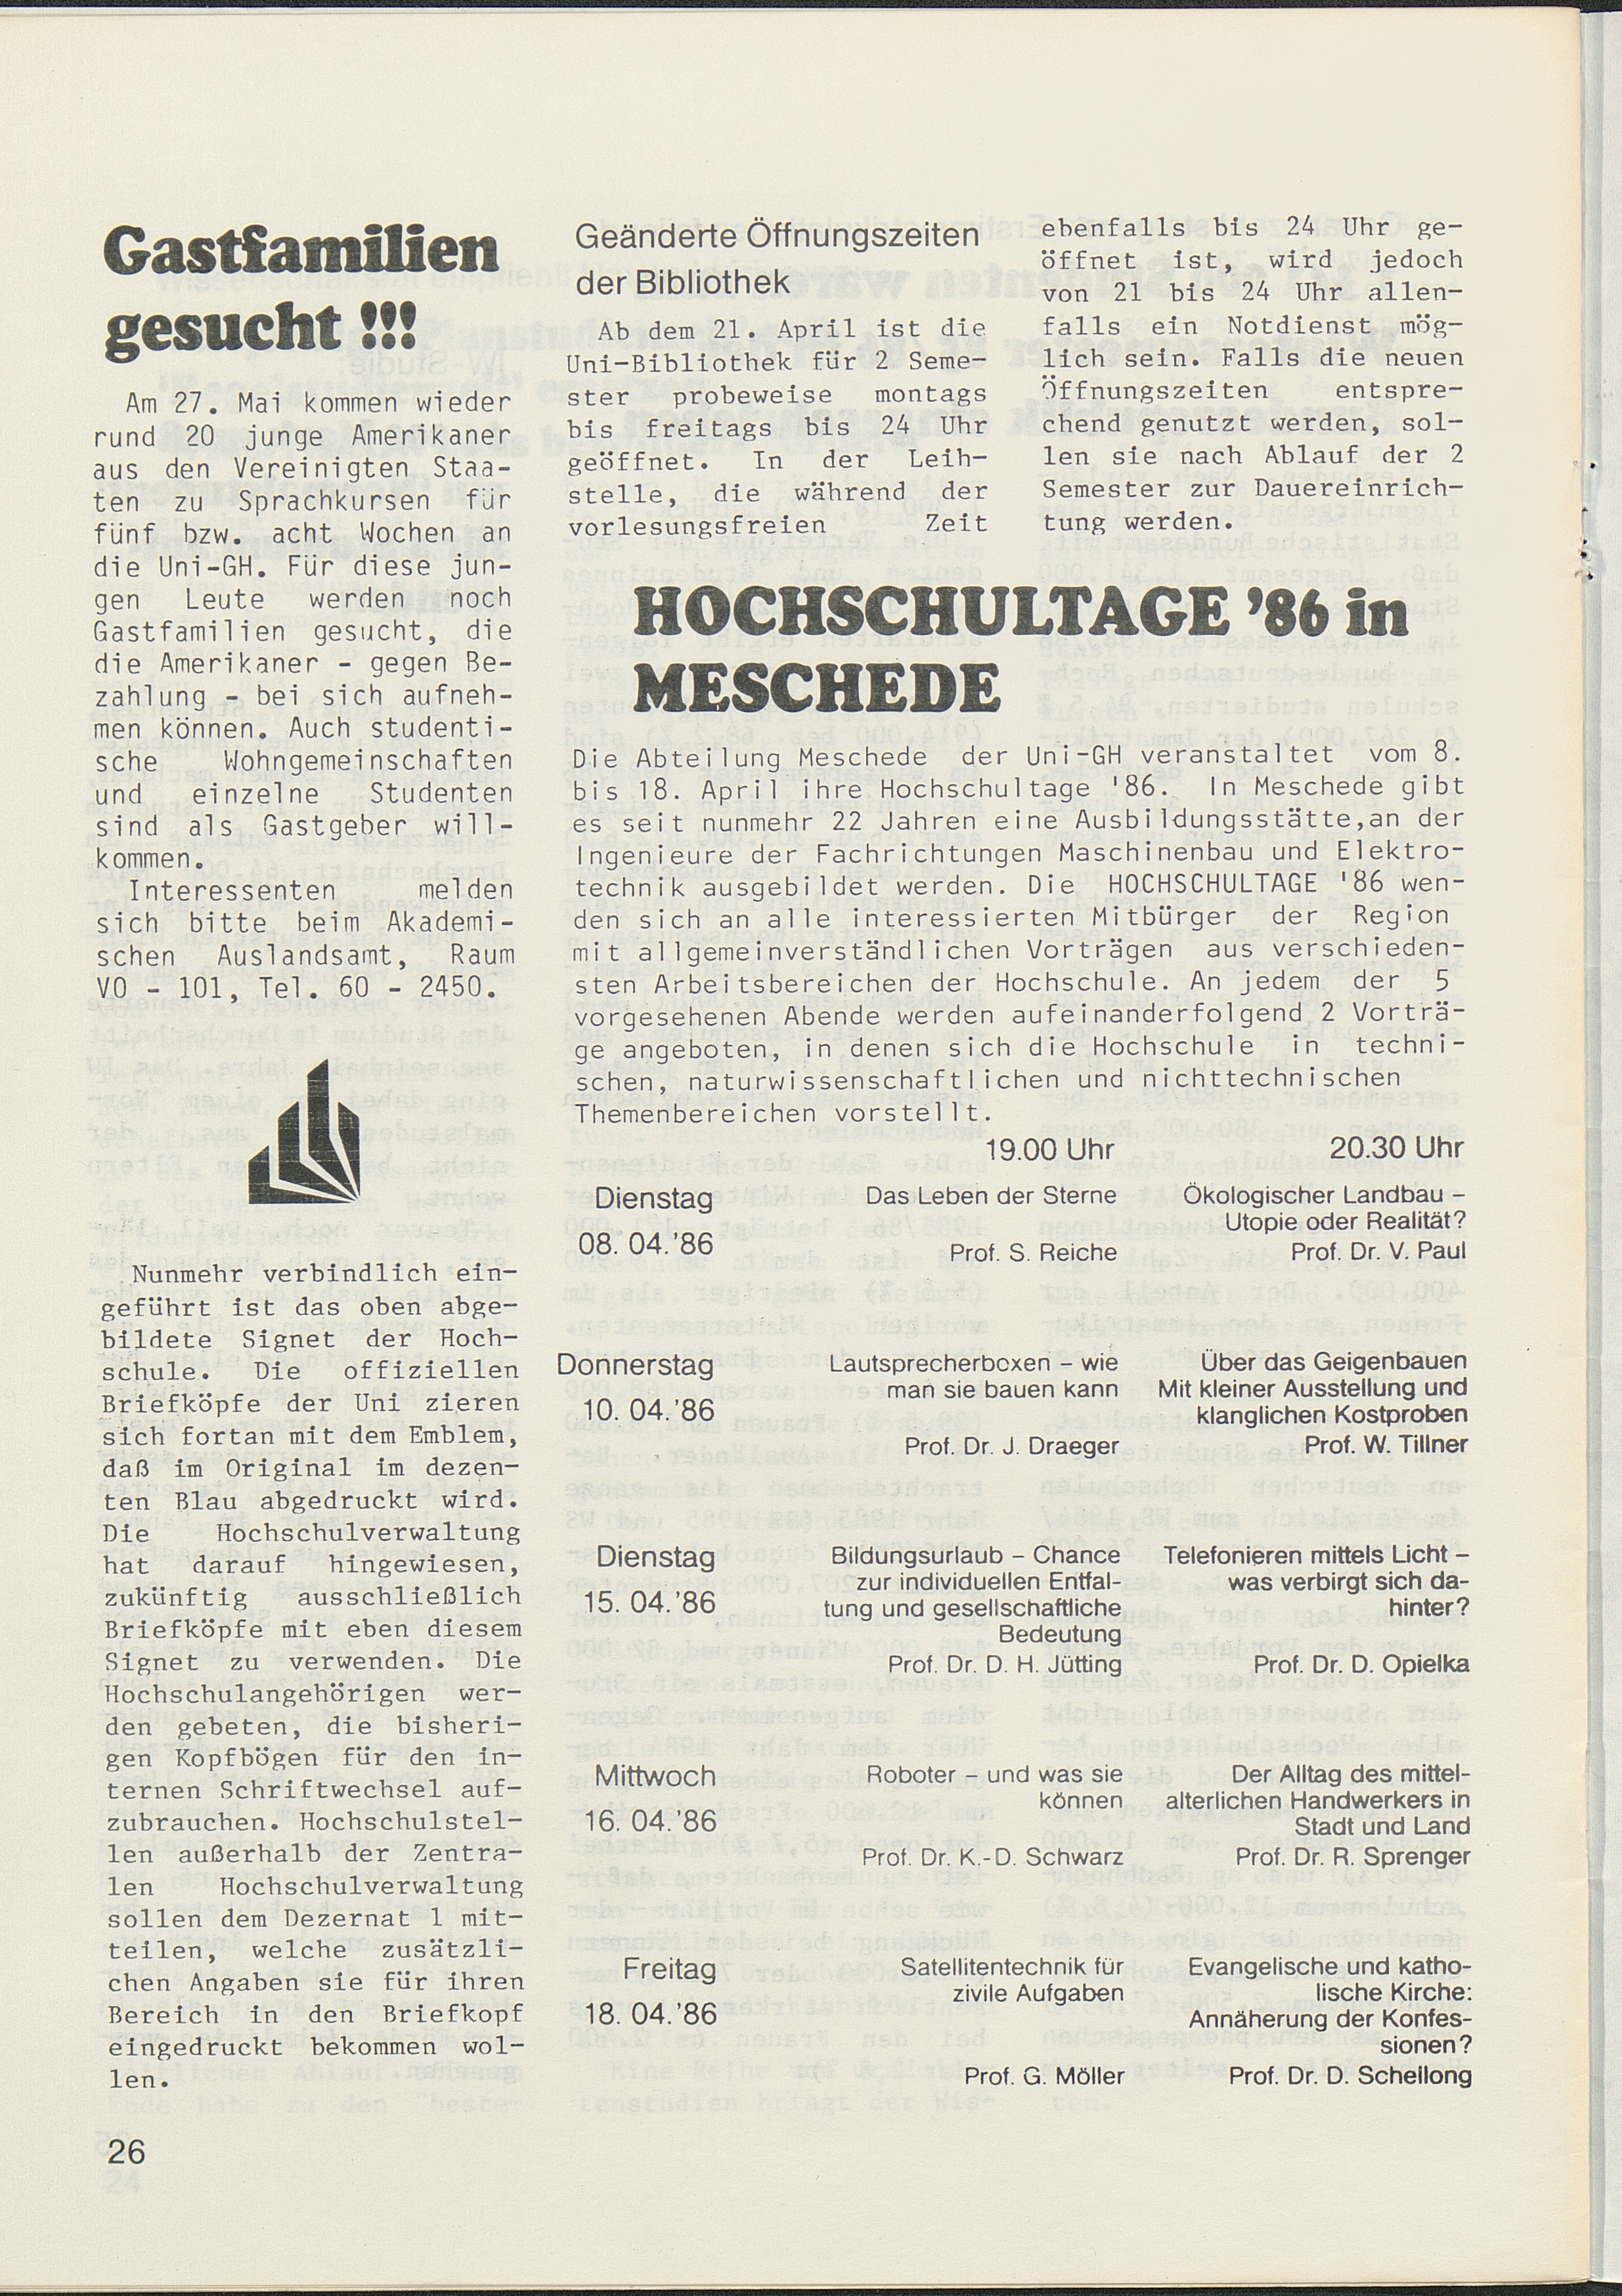 Gastfamilien
gesucht !!!
Am 27. Mai kommen wieder
rund 20 junge Amerikaner
aus den Vereinigten Staa-
ten zu Sprachkursen für
fünf bzw. acht Wochen an
die Uni-GH. Für diese jun-
gen Leute werden noch
Gastfamilien gesucht, die
die Amerikaner - gegen Be-
zahlung - bei sich aufneh-
men können. Auch studenti-
sche Wohngemeinschaften
und einzelne Studenten
sind als Gastgeber will-
kommen.
Interessenten melden
sich bitte beim Akademi-
schen Auslandsamt, Raum
VO - 101, Tel. 60 - 2450.
Nunmehr verbindlich ein-
geführt ist das oben abge-
bildete Signet der Hoch-
schule. Die offiziellen
Briefköpfe der Uni zieren
sich fortan mit dem Emblem,
daß im Original im dezen-
ten Blau abgedruckt wird.
Die Hochschulverwaltung
hat darauf hingewiesen,
zukünftig ausschließlich
Briefköpfe mit eben diesem
Signet zu verwenden. Die
Hochschulangehörigen wer-
den gebeten, die bisheri-
gen Kopfbögen für den in-
ternen Schriftwechsel auf-
zubrauchen. Hochschulstel-
len außerhalb der Zentra-
len Hochschulverwaltung
sollen dem Dezernat 1 mit-
teilen, welche zusätzli-
chen Angaben sie für ihren
Bereich in den Briefkopf
eingedruckt bekommen wol-
len.
Geänderte Öffnungszeiten
der Bibliothek
Ab dem 21. April ist die
Uni-Bibliothek für 2 Seme-
ster probeweise montags
bis freitags bis 24 Uhr
geöffnet. In der Leih-
stelle, die während der
vorlesungsfreien Zeit
ebenfalls bis 24 Uhr ge-
öffnet ist, wird jedoch
von 21 bis 24 Uhr allen-
falls ein Notdienst mög-
lich sein. Falls die neuen
Öffnungszeiten entspre-
chend genutzt werden, sol-
len sie nach Ablauf der 2
Semester zur Dauereinrich-
tung werden.
HOCHSCHULTAGE '86 in
MESCHEDE
Die Abteilung Meschede der Uni-GH veranstaltet vom 8.
bis 18. April ihre Hochschultage '86. In Meschede gibt
es seit nunmehr 22 Jahren eine Ausbildungsstätte,an der
Ingenieure der Fachrichtungen Maschinenbau und Elektro-
technik ausgebildet werden. Die HOCHSCHULTAGE '86 wen-
den sich an alle interessierten Mitbürger der Region
mit allgemeinverständlichen Vorträgen aus verschieden-
sten Arbeitsbereichen der Hochschule. An jedem der 5
vorgesehenen Abende werden aufeinanderfolgend 2 Vorträ-
ge angeboten, in denen sich die Hochschule in techni-
schen, naturwissenschaftlichen und nichttechnischen
Themenbereichen vorstellt.
19.00 Uhr 20.30 Uhr
Dienstag
08. 04.'86
Das Leben der Sterne
Prof. S. Reiche
Ökologischer Landbau –
Utopie oder Realität?
Prof. Dr. V. Paul
Donnerstag
10. 04.'86
Lautsprecherboxen – wie
man sie bauen kann
Prof. Dr. J. Draeger
Über das Geigenbauen
Mit kleiner Ausstellung und
klanglichen Kostproben
Prof. W. Tillner
Dienstag
15. 04.'86
Bildungsurlaub – Chance
zur individuellen Entfal-
tung und gesellschaftliche
Bedeutung
Prof. Dr. D. H. Jütting
Telefonieren mittels Licht –
was verbirgt sich da-
hinter?
Prof. Dr. D. Opielka
Mittwoch
16. 04.'86
Roboter – und was sie
können
Prof. Dr. K.-D. Schwarz
Der Alltag des mittel-
alterlichen Handwerkers in
Stadt und Land
Prof. Dr. R. Sprenger
Freitag
18. 04.'86
Satellitentechnik für
zivile Aufgaben
Prof. G. Möller
Evangelische und katho-
lische Kirche:
Annäherung der Konfes-
sionen?
Prof. Dr. D. Schellong
26